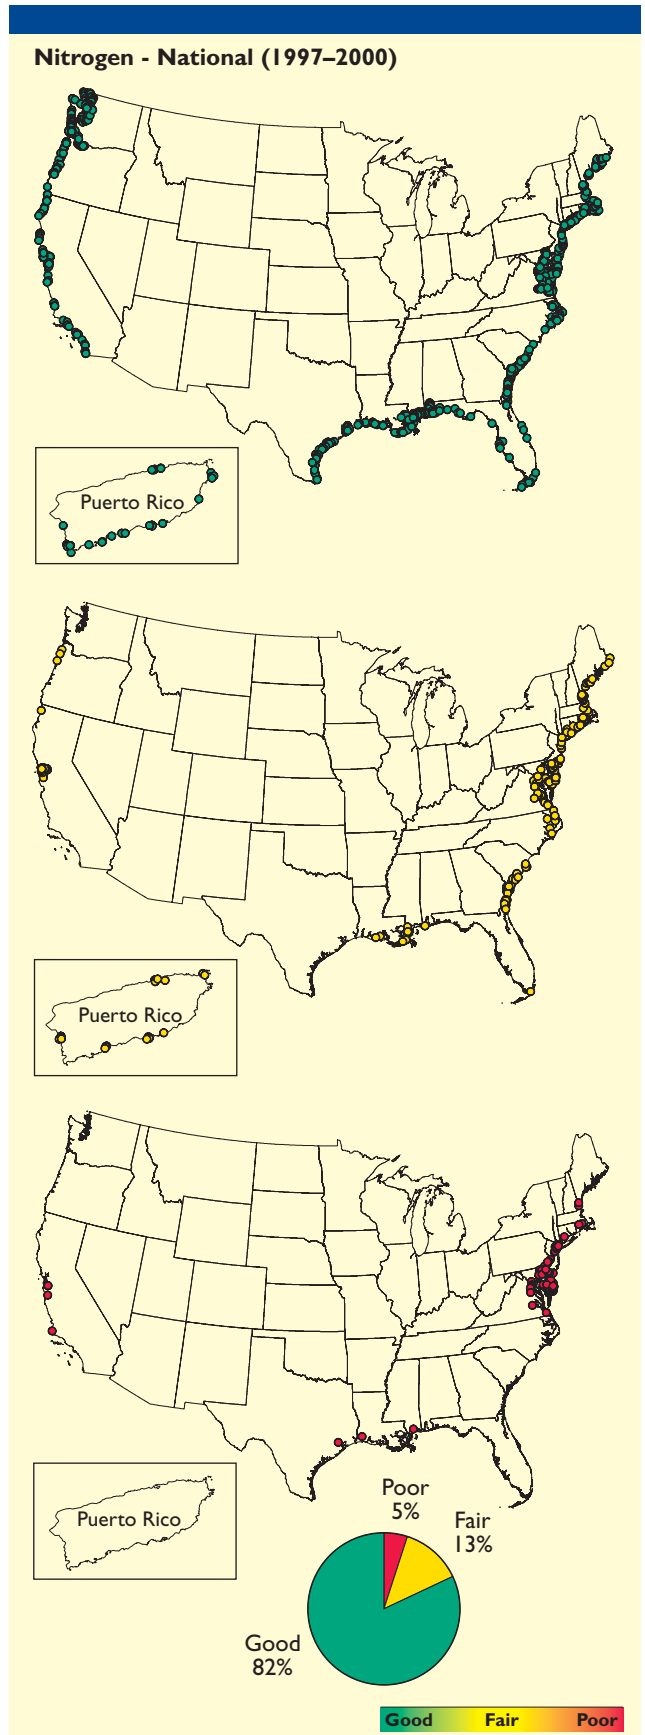 Nitrogen - National (1997–2000)
Puerto Rico
Puerto Rico
Puerto Rico
Poor
5%
Fair
13%
Good
82%
Good Fair Poor